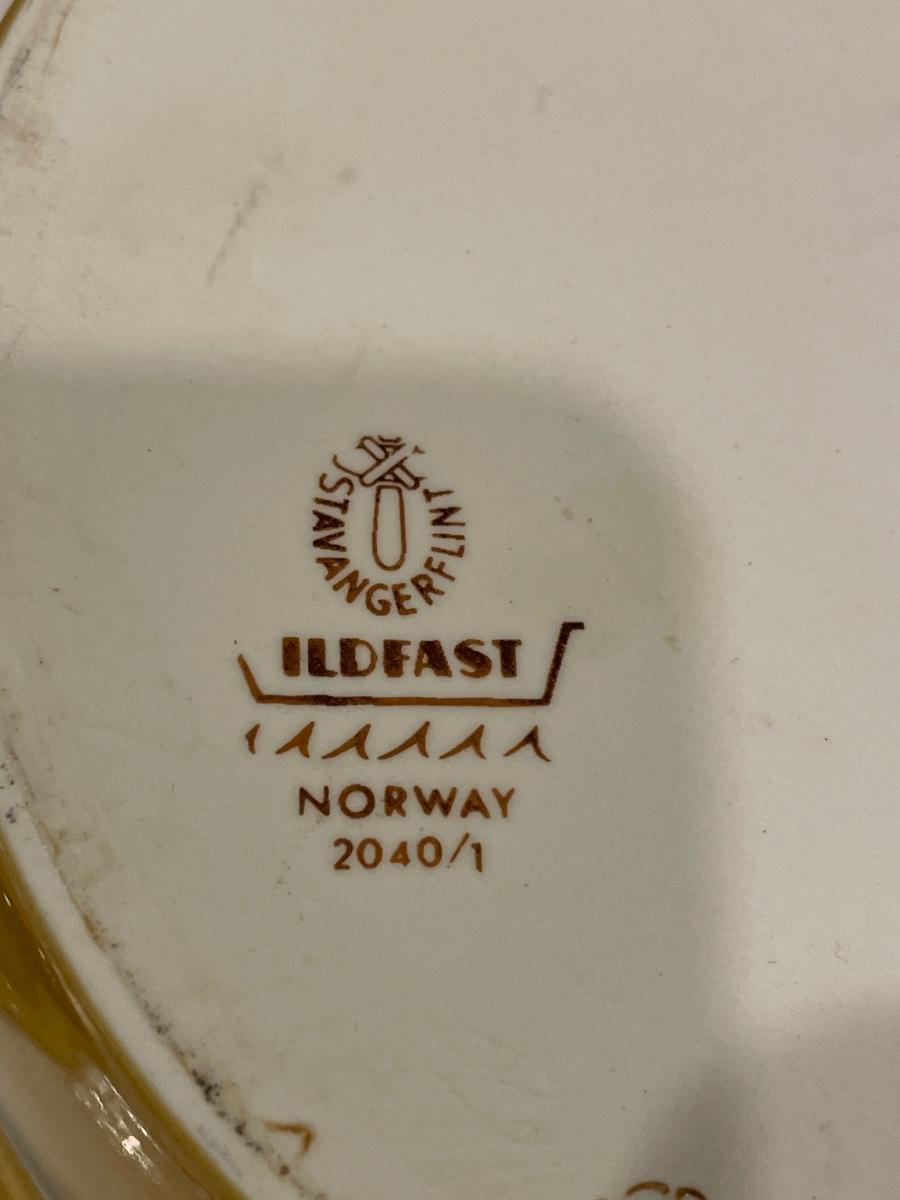 STAVANGERFLINT
ILDFAST
NORWAY
2040/1